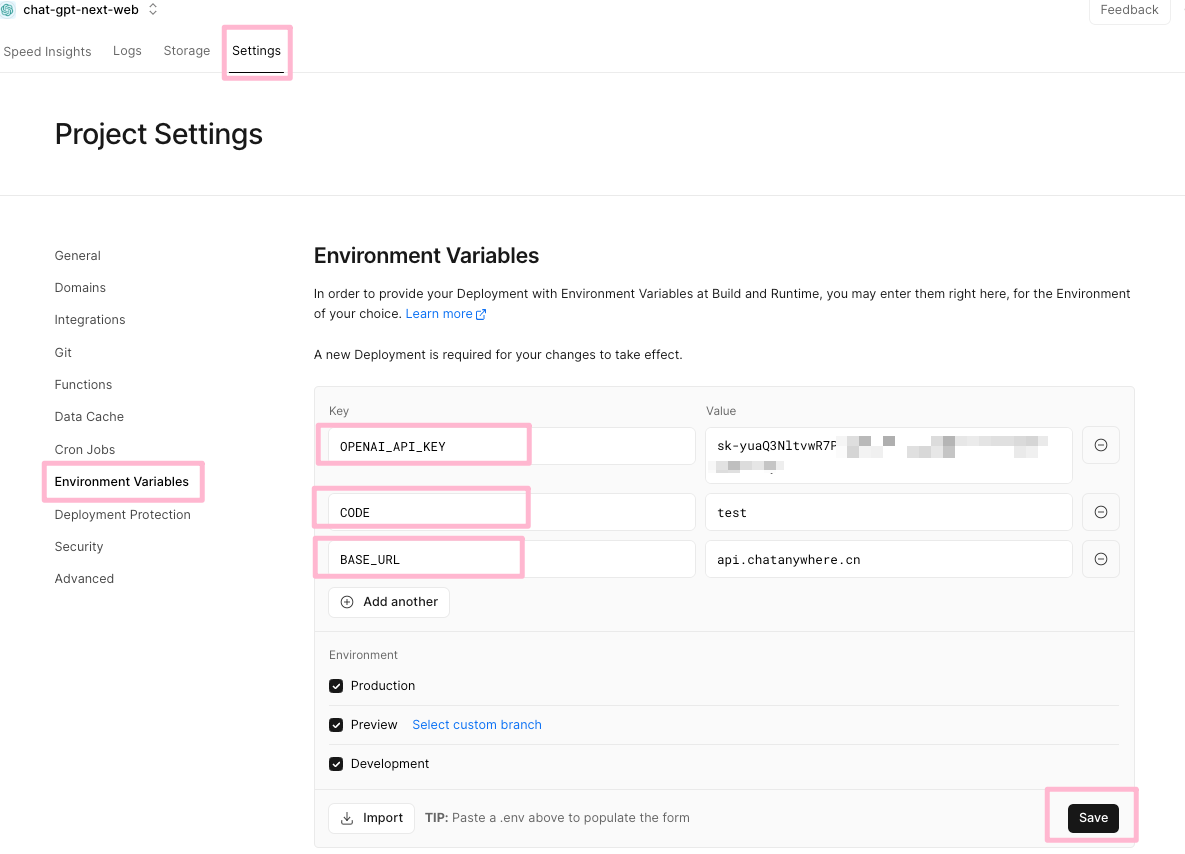 chat-gpt-next-web
Feedback
Speed Insights Logs Storage Settings
Project Settings
General
Domains
Integrations
Git
Functions
Data Cache
Cron Jobs
Environment Variables
Deployment Protection
Security
Advanced
Environment Variables
In order to provide your Deployment with Environment Variables at Build and Runtime, you may enter them right here, for the Environment
of your choice. Learn more
A new Deployment is required for your changes to take effect.
Key Value
OPENAI_API_KEY sk-yuaQ3NltvwR7P
CODE test
BASE_URL api.chatanywhere.cn
Add another
Environment
Production
Preview Select custom branch
Development
Import TIP: Paste a .env above to populate the form
Save